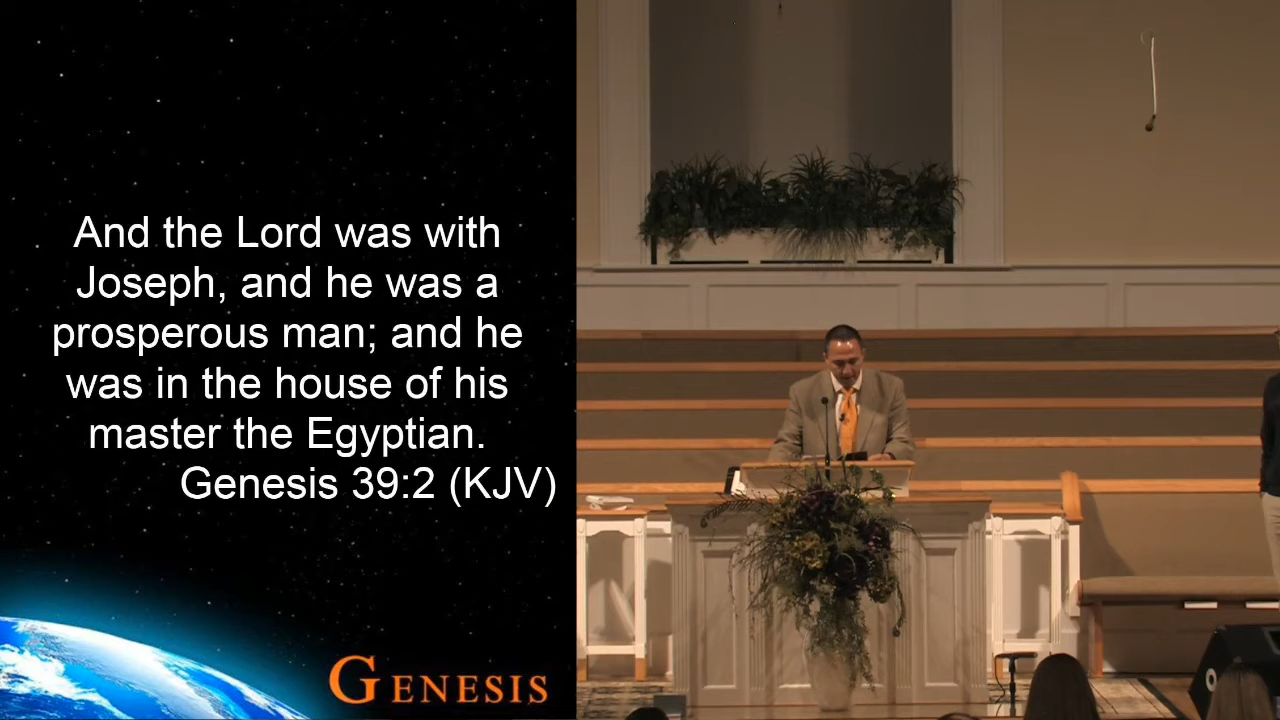 And the Lord was with
Joseph, and he was a
prosperous man; and he
was in the house of his
master the Egyptian.
Genesis 39:2 (KJV)
GENESIS